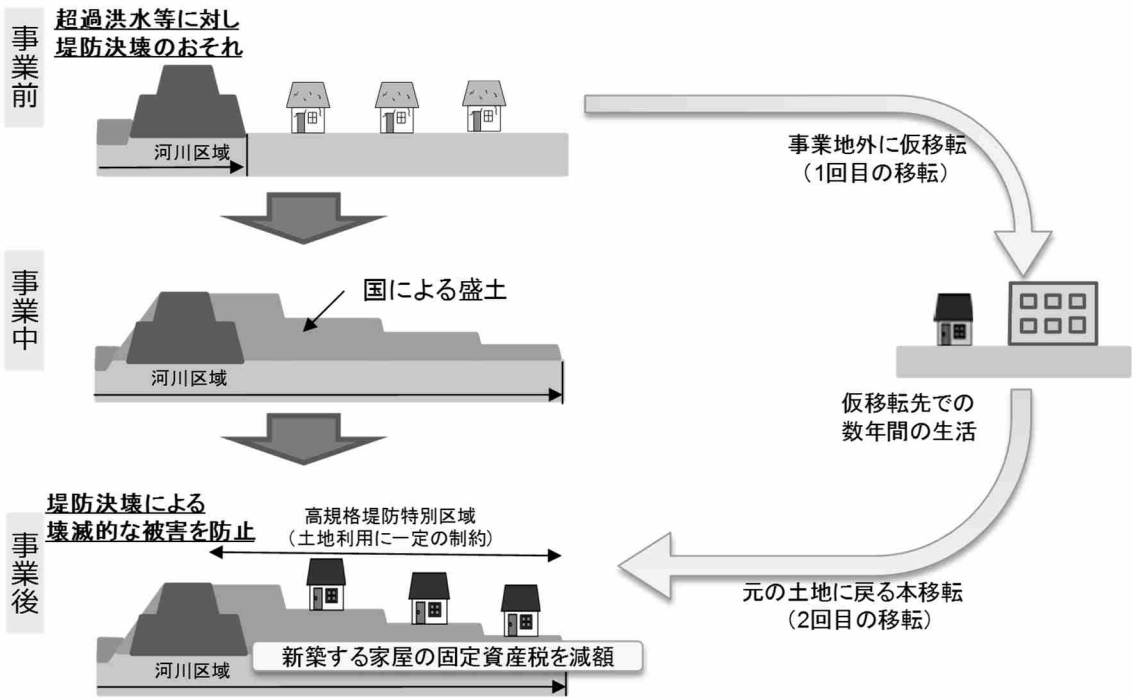 事業前
超過洪水等に対し
堤防決壊のおそれ
河川区域
事業地外に仮移転
（1回目の移転）
事業中
国による盛土
河川区域
仮移転先での
数年間の生活
事業後
堤防決壊による
壊滅的な被害を防止
高規格堤防特別区域
（土地利用に一定の制約）
元の土地に戻る本移転
（2回目の移転）
新築する家屋の固定資産税を減額
河川区域